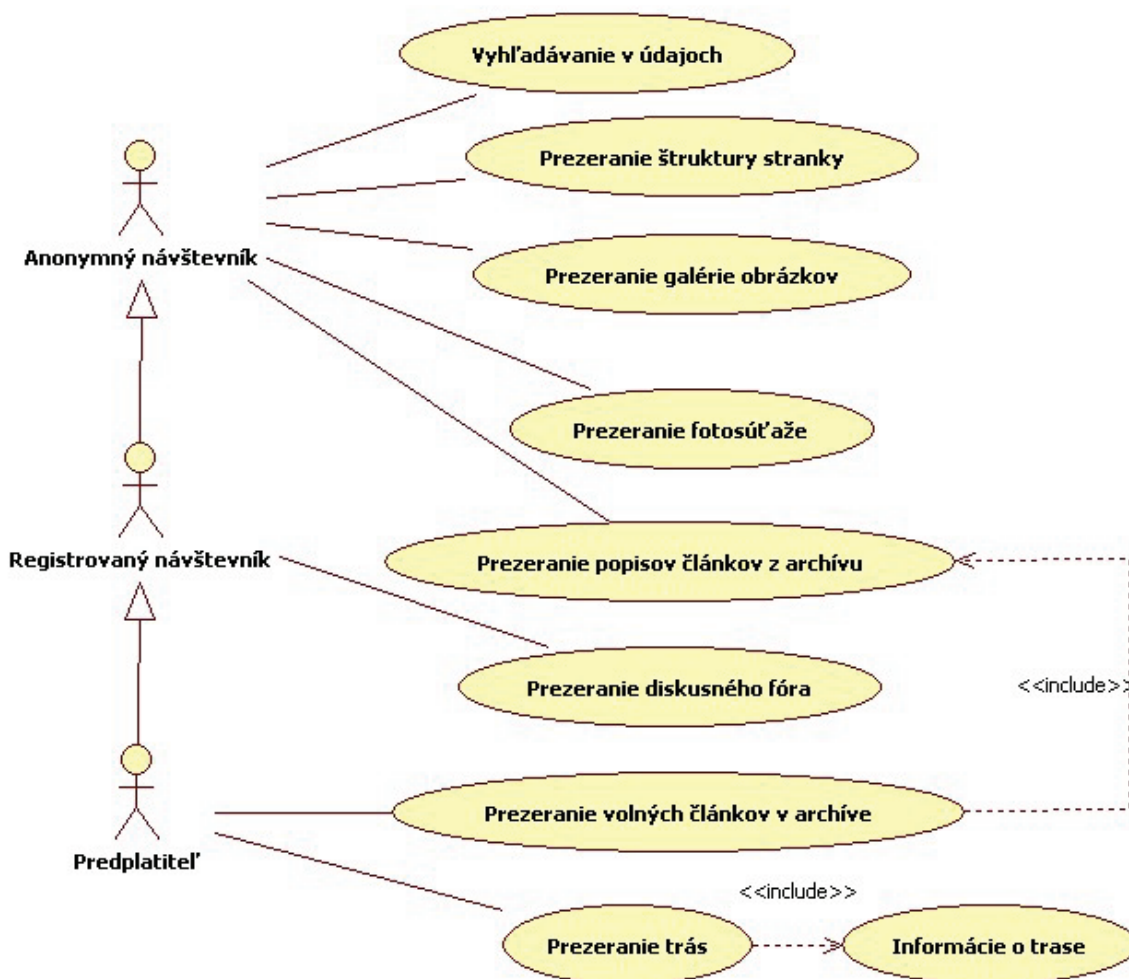 Vyhľadávanie v údajoch
Prezeranie štruktury stranky
Anonymný návštevník
Prezeranie galérie obrázkov
Prezeranie fotosúťaže
Registrovaný návštevník
Prezeranie popisov článkov z archívu
Prezeranie diskusného fóra
<<include>>
Prezeranie volných článkov v archíve
Predplatiteľ
<<include>>
Prezeranie trás
Informácie o trase